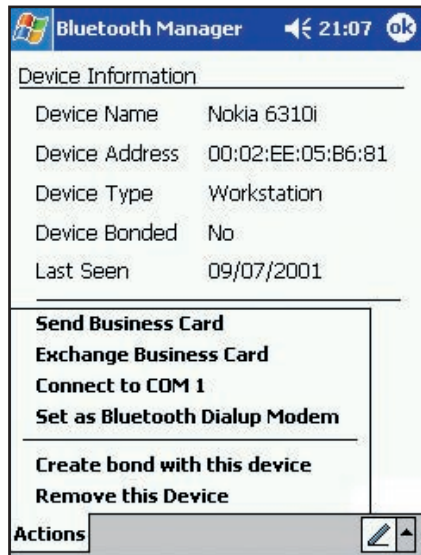 Bluetooth Manager 21:07 ok
Device Information
Device Name Nokia 6310i
Device Address 00:02:EE:05:B6:81
Device Type Workstation
Device Bonded No
Last Seen 09/07/2001
Send Business Card
Exchange Business Card
Connect to COM 1
Set as Bluetooth Dialup Modem
Create bond with this device
Remove this Device
Actions